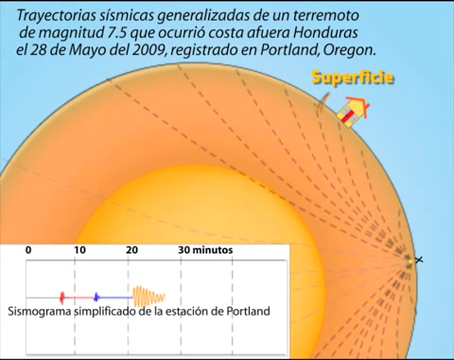 Trayectorias sísmicas generalizadas de un terremoto
de magnitud 7.5 que ocurrió costa afuera Honduras
el 28 de Mayo del 2009, registrado en Portland, Oregon.
Superficie
X
0 10 20 30 minutos
Sismograma simplificado de la estación de Portland